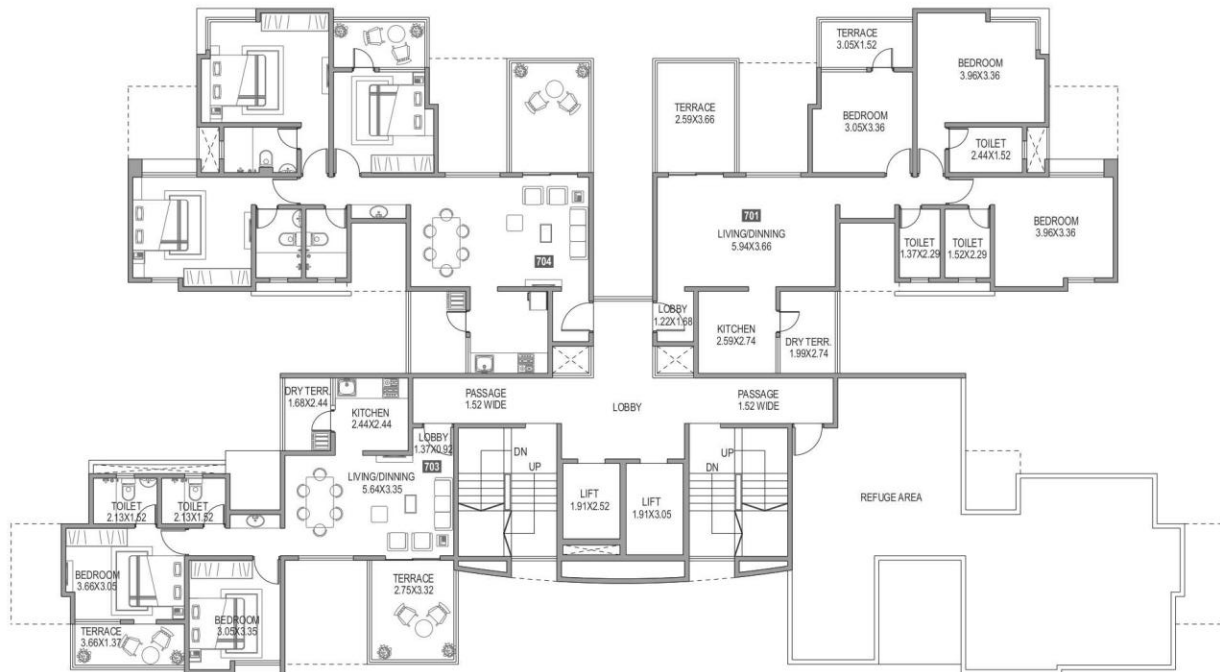 TERRACE
3.05X1.52
BEDROOM
3.96X3.36
TERRACE
2.59X3.66
BEDROOM
3.05X3.36
TOILET
2.44X1.52
701
LIVING/DINNING
5.94X3.66
TOILET
1.37X2.29
TOILET
1.52X2.29
BEDROOM
3.96X3.36
704
LOBBY
1.22X1.68
KITCHEN
2.59X2.74
DRY TERR.
1.99X2.74
DRY TERR.
1.68X2.44
KITCHEN
2.44X2.44
PASSAGE
1.52 WIDE
LOBBY
PASSAGE
1.52 WIDE
LOBBY
1.37X0.92
703
LIVING/DINNING
5.64X3.35
DN
UP
LIFT
1.91X2.52
LIFT
1.91X3.05
UP
DN
REFUGE AREA
TOILET
2.13X1.52
TOILET
2.13X1.52
BEDROOM
3.66X3.05
BEDROOM
3.05X3.35
TERRACE
2.75X3.32
TERRACE
3.66X1.37